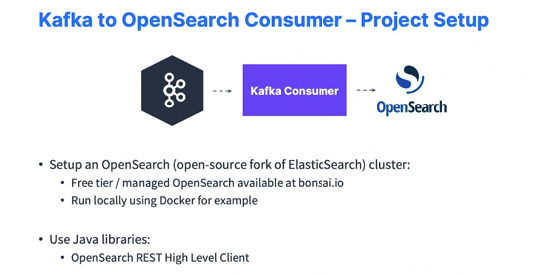 Kafka to OpenSearch Consumer – Project Setup
Kafka Consumer
OpenSearch
• Setup an OpenSearch (open-source fork of ElasticSearch) cluster:
• Free tier / managed OpenSearch available at bonsai.io
• Run locally using Docker for example
• Use Java libraries:
• OpenSearch REST High Level Client